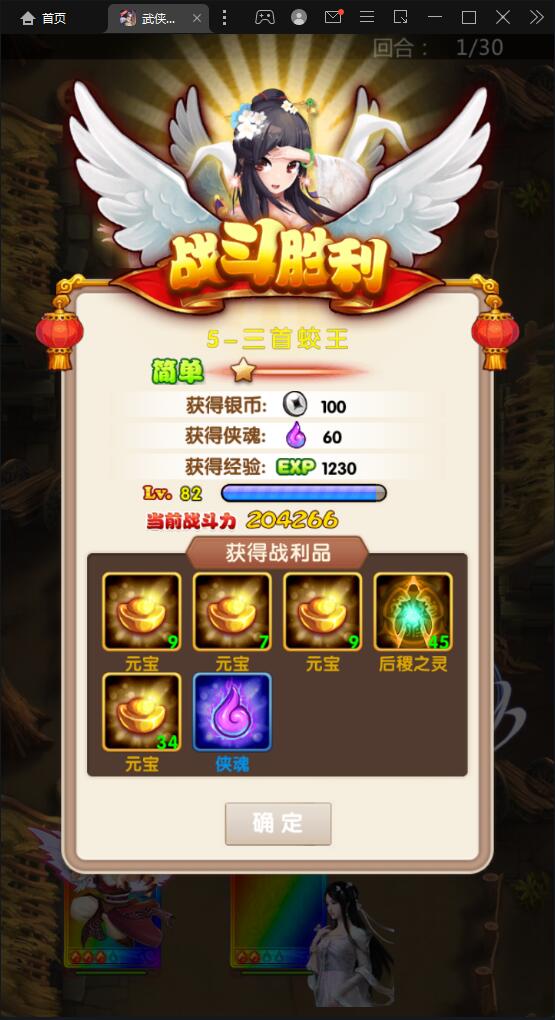 首页
武侠...
回合： 1/30
战斗胜利
5-三首蛟王
简单
获得银币: 100
获得侠魂: 60
获得经验: EXP 1230
Lv. 82
当前战斗力 204266
获得战利品
9 7 9 45
元宝 元宝 元宝 后稷之灵
34
元宝 侠魂
确定